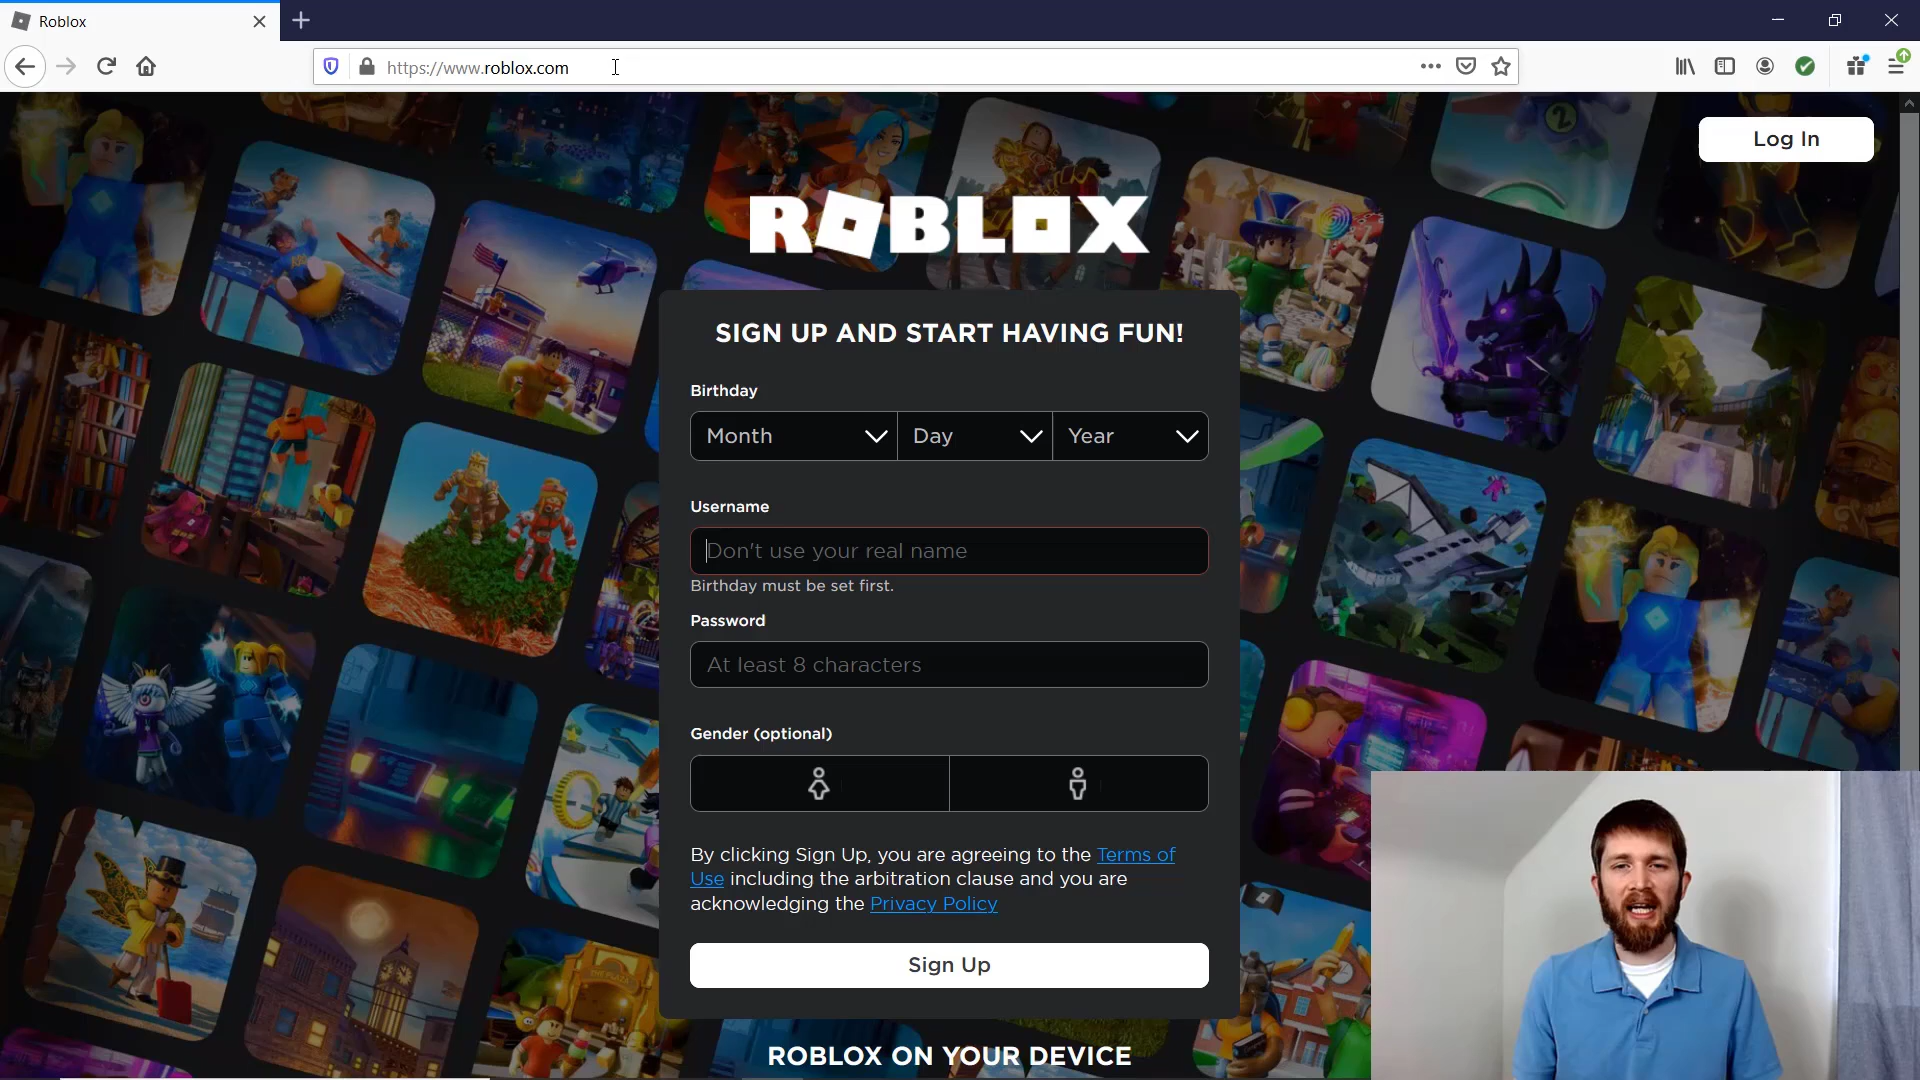 Roblox
https://www.roblox.com
Log In
ROBLOX
SIGN UP AND START HAVING FUN!
Birthday
Month Day Year
Username
Don't use your real name
Birthday must be set first.
Password
At least 8 characters
Gender (optional)
By clicking Sign Up, you are agreeing to the Terms of
Use including the arbitration clause and you are
acknowledging the Privacy Policy
Sign Up
ROBLOX ON YOUR DEVICE
2
THE PLAZA